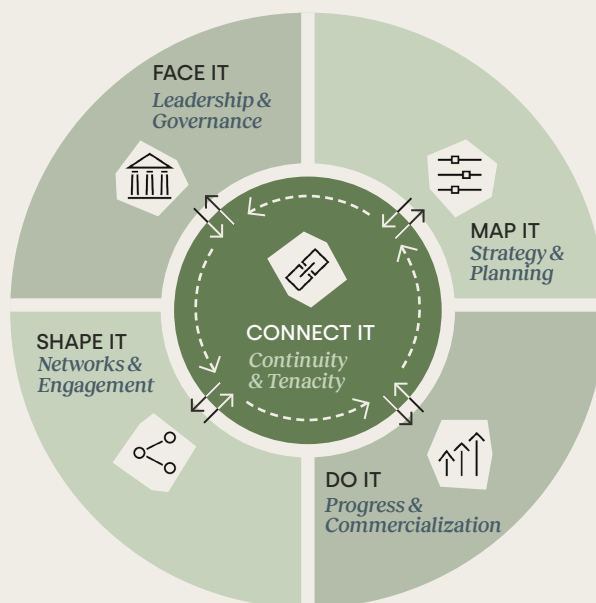 FACE IT
Leadership &
Governance
MAP IT
Strategy &
Planning
CONNECT IT
Continuity
& Tenacity
SHAPE IT
Networks &
Engagement
DO IT
Progress &
Commercialization